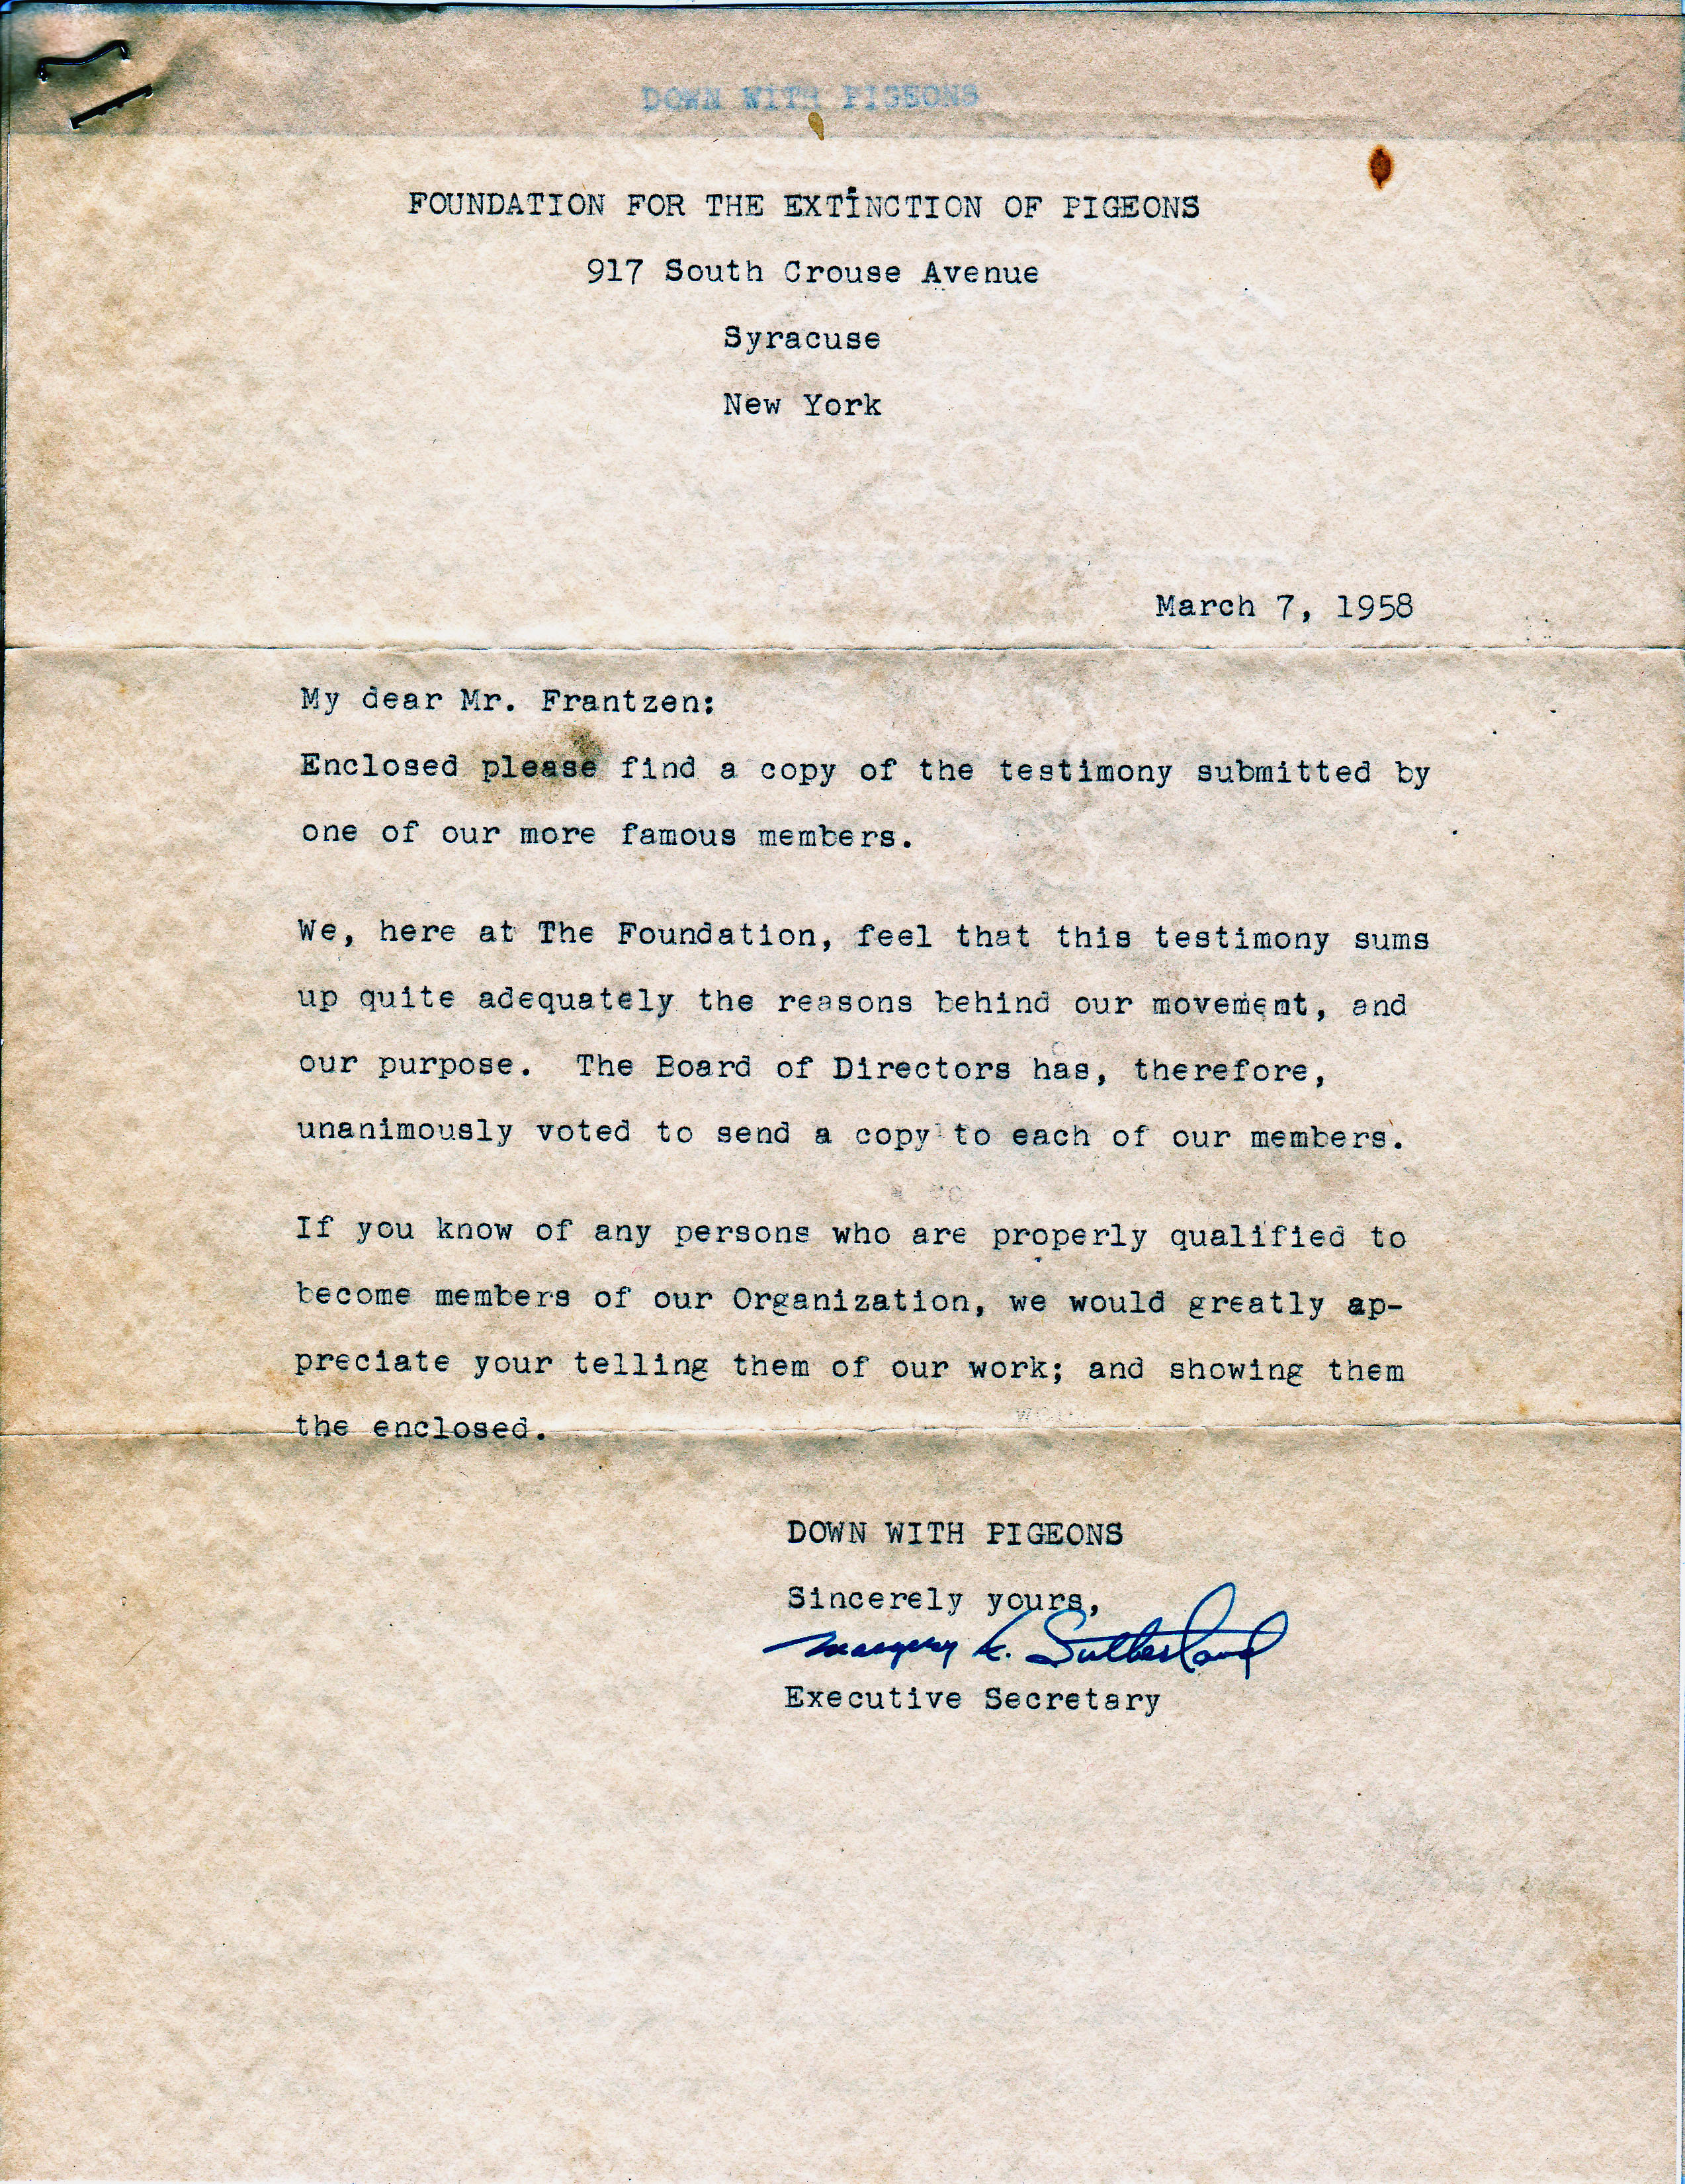 DOWN WITH PIGEONS
FOUNDATION FOR THE EXTINCTION OF PIGEONS
917 South Crouse Avenue
Syracuse
New York
March 7, 1958
My dear Mr. Frantzen:
Enclosed please find a copy of the testimony submitted by
one of our more famous members.
We, here at The Foundation, feel that this testimony sums
up quite adequately the reasons behind our movement, and
our purpose. The Board of Directors has, therefore,
unanimously voted to send a copy to each of our members.
If you know of any persons who are properly qualified to
become members of our Organization, we would greatly ap-
preciate your telling them of our work; and showing them
the enclosed.
DOWN WITH PIGEONS
Sincerely yours,
Margery L. Sutherland
Executive Secretary